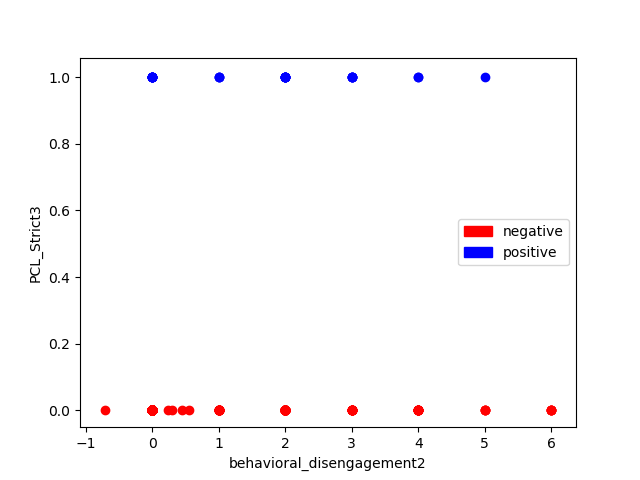 1.0
0.8
0.6
0.4
0.2
0.0
PCL_Strict3
negative
positive
−1 0 1 2 3 4 5 6
behavioral_disengagement2